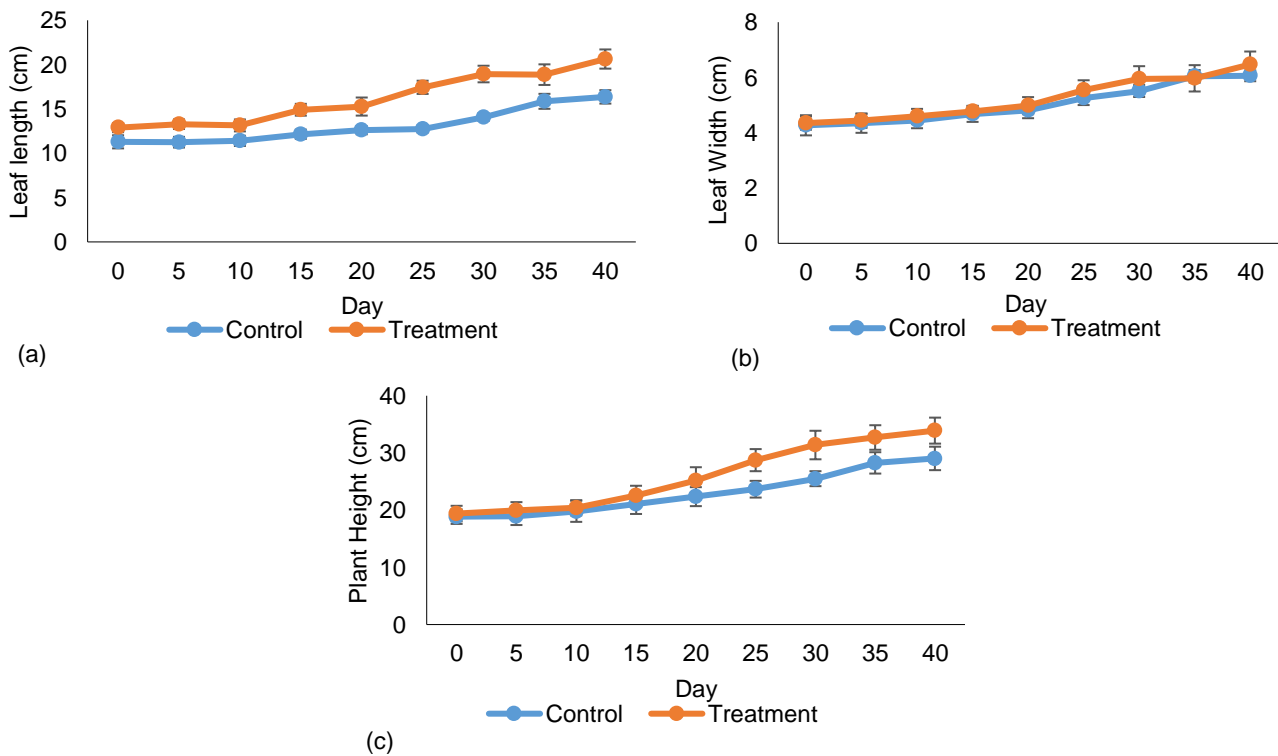 Leaf length (cm)
25
20
15
10
5
0
0 5 10 15 20 25 30 35 40
Day
Control Treatment
(a)
Leaf Width (cm)
8
6
4
2
0
0 5 10 15 20 25 30 35 40
Day
Control Treatment
(b)
Plant Height (cm)
40
30
20
10
0
0 5 10 15 20 25 30 35 40
Day
Control Treatment
(c)